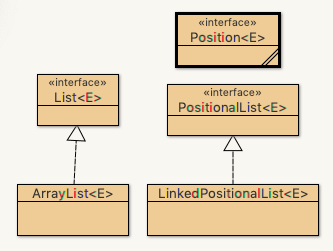 «interface»
Position<E>
«interface»
List<E>
«interface»
PositionalList<E>
ArrayList<E>
LinkedPositionalList<E>